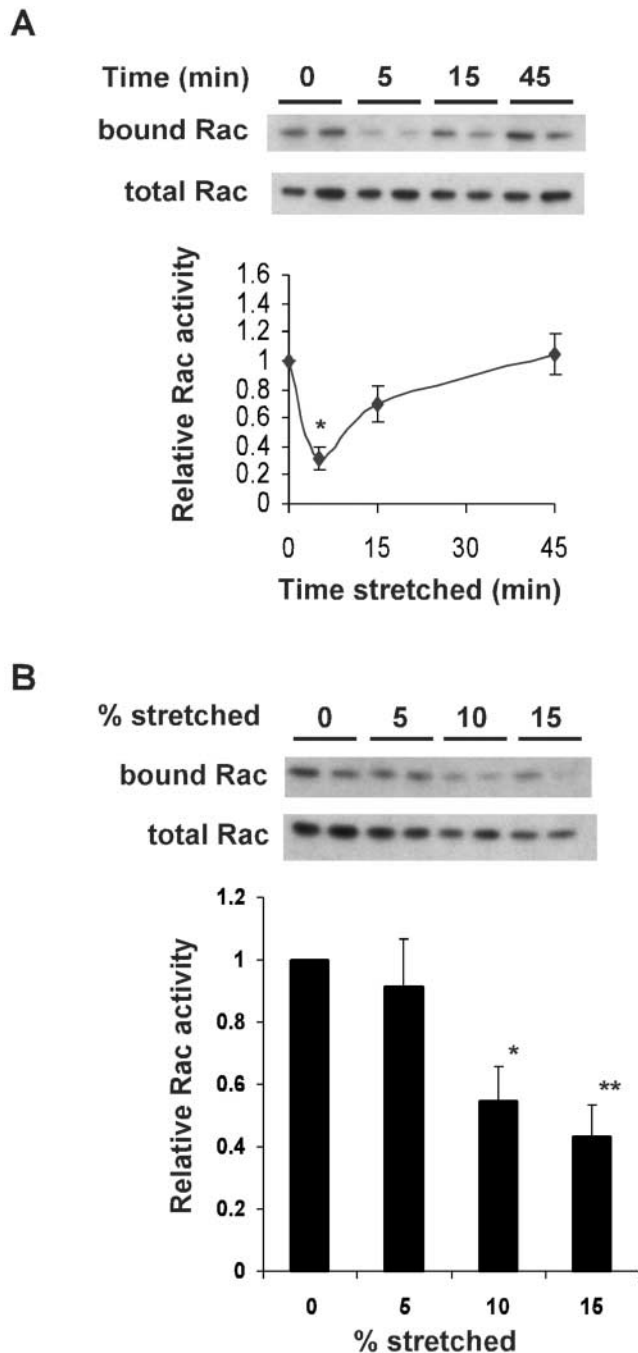 A
Time (min) 0 5 15 45
bound Rac
total Rac
Relative Rac activity
1.6
1.4
1.2
1
0.8
0.6
0.4
0.2
0
*
0 15 30 45
Time stretched (min)
B
% stretched 0 5 10 15
bound Rac
total Rac
Relative Rac activity
1.2
1
0.8
0.6
0.4
0.2
0
*
**
0 5 10 15
% stretched